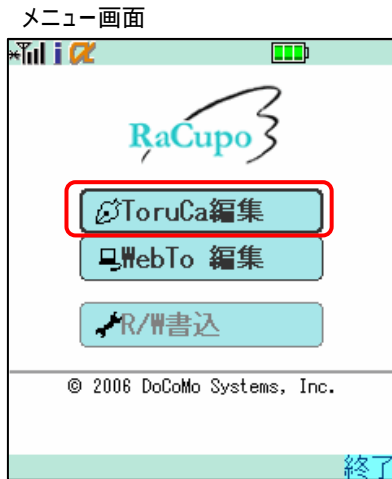 メニュー画面
i α
RaCupo
ToruCa編集
WebTo 編集
R/W書込
© 2006 DoCoMo Systems, Inc.
終了